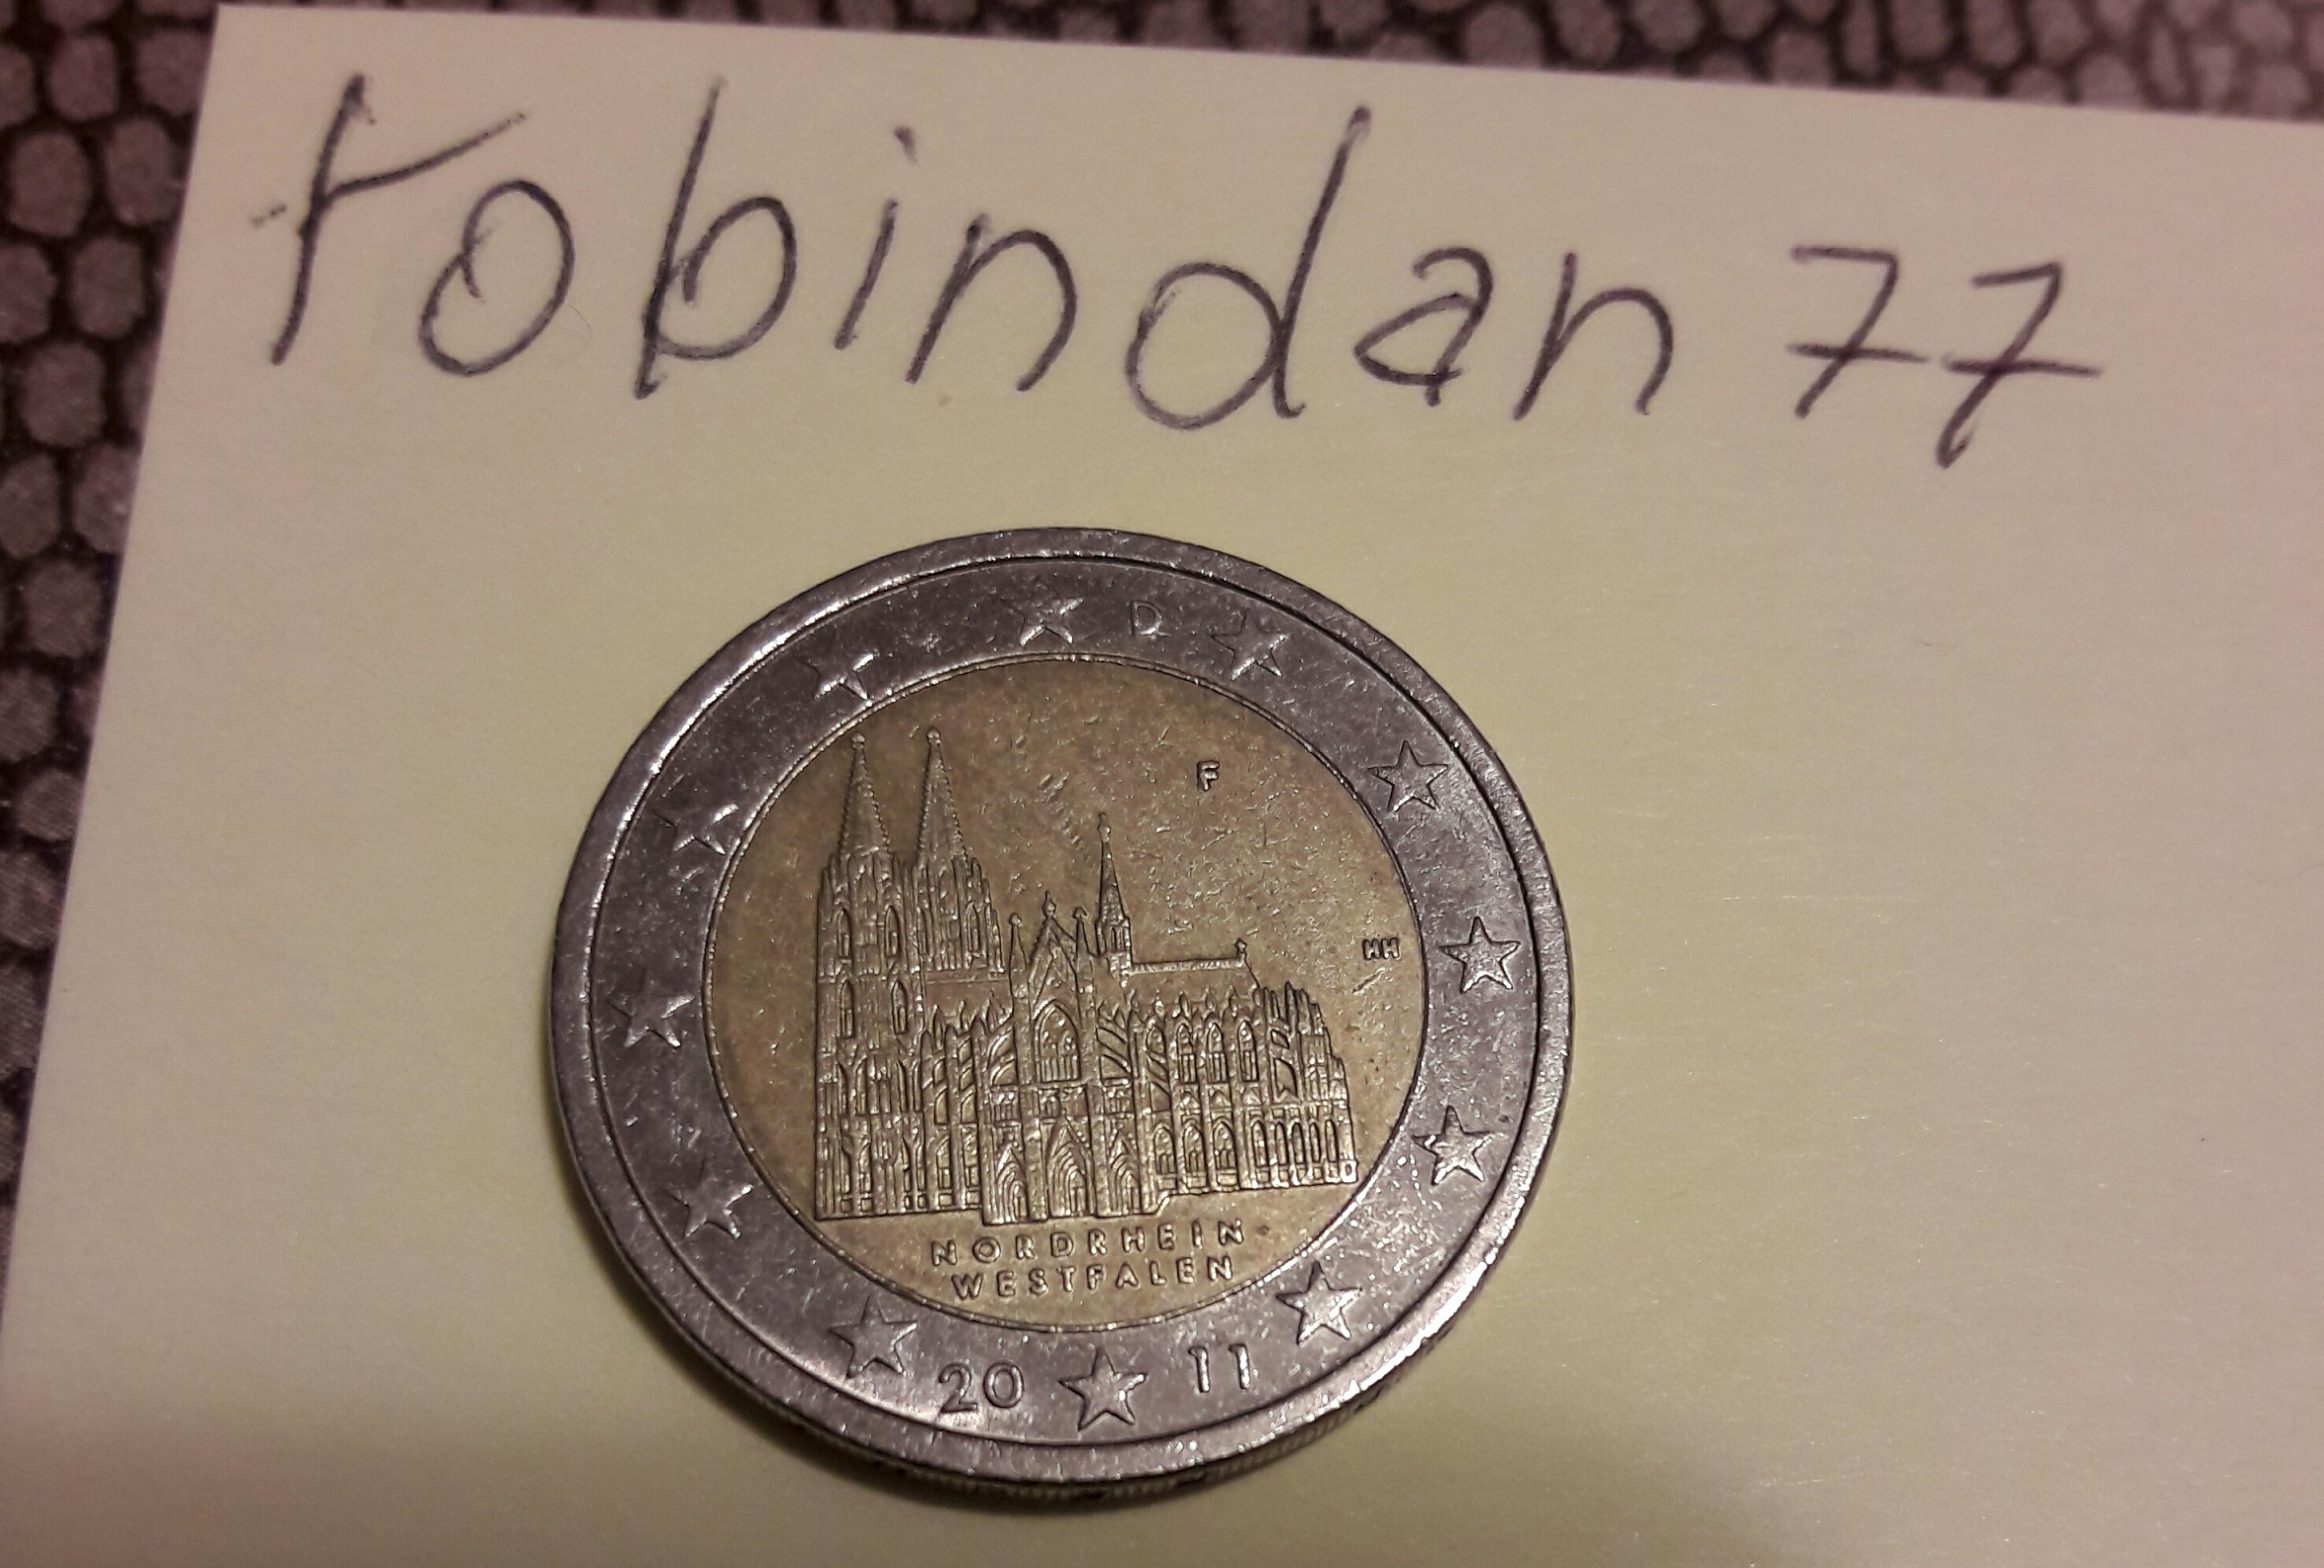 robindan77
D
F
HH
NORDRHEIN
WESTFALEN
20 11